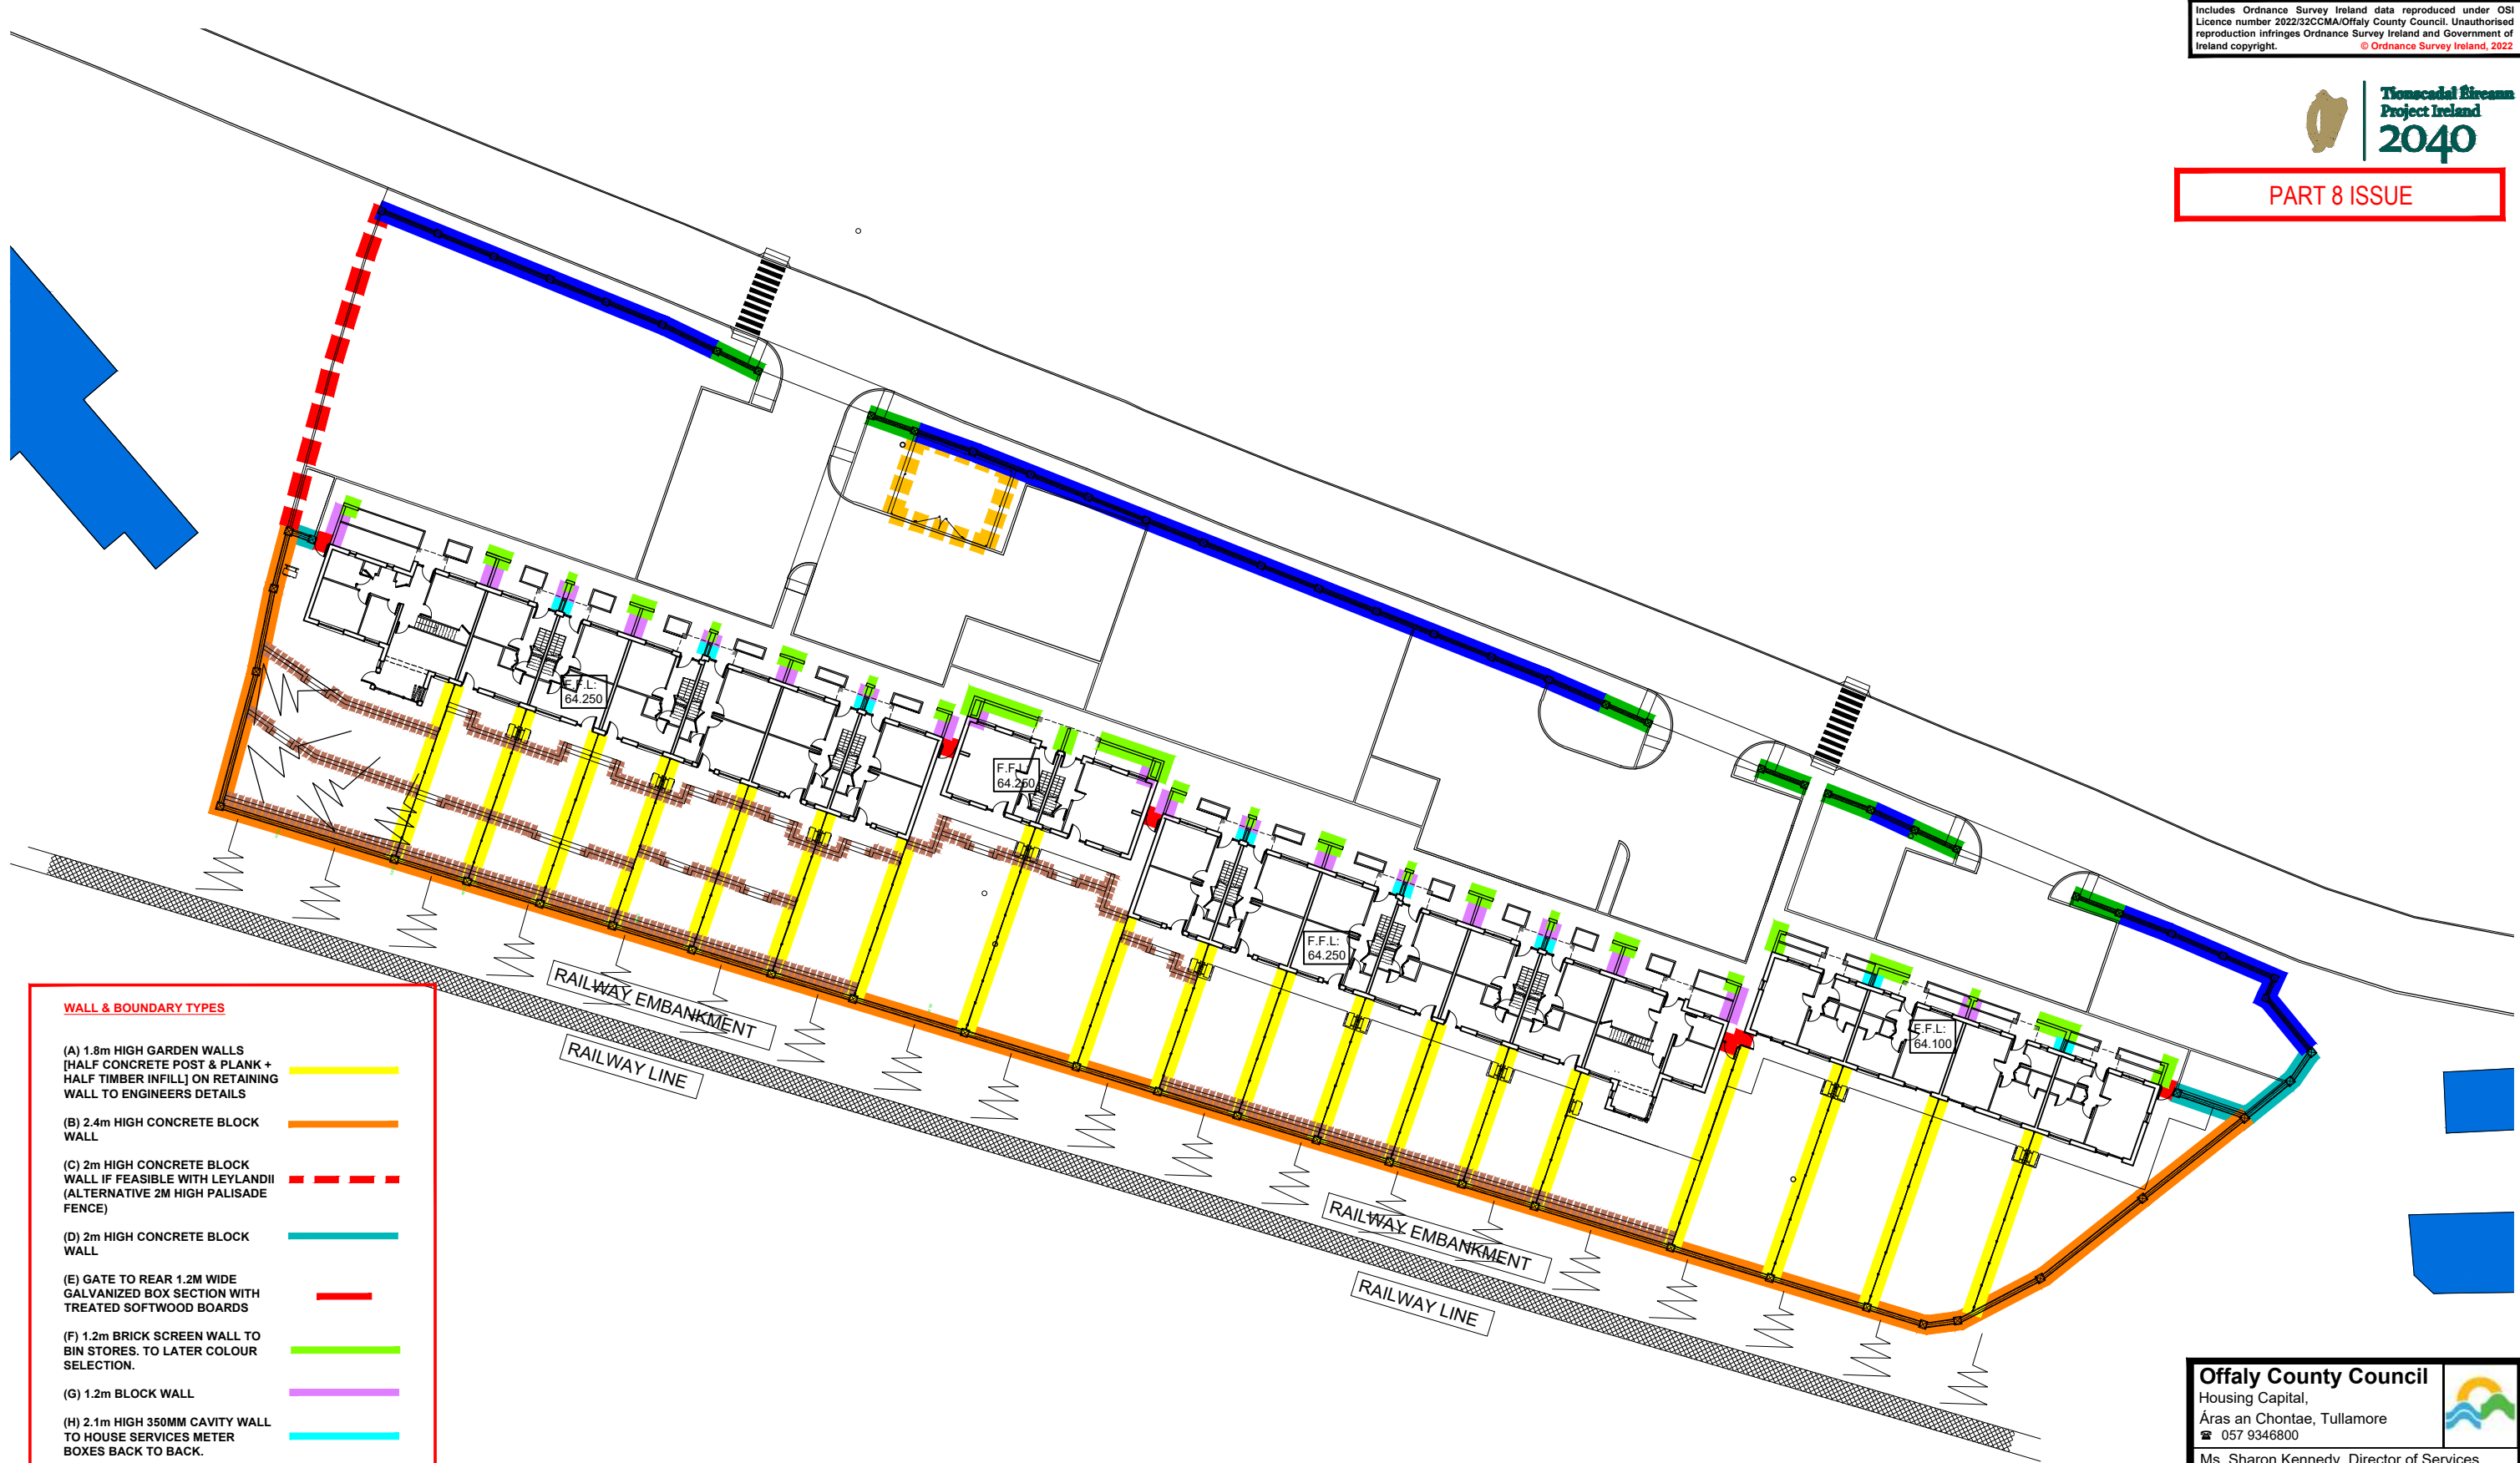 Includes Ordnance Survey Ireland data reproduced under OSI
Licence number 2022/32CCMA/Offaly County Council. Unauthorised
reproduction infringes Ordnance Survey Ireland and Government of
Ireland copyright. © Ordnance Survey Ireland, 2022
Tionscadal Éireann
Project Ireland
2040
PART 8 ISSUE
F.F.L:
64.250
F.F.L:
64.250
F.F.L:
64.250
F.F.L:
64.100
RAILWAY EMBANKMENT
RAILWAY LINE
RAILWAY EMBANKMENT
RAILWAY LINE
WALL & BOUNDARY TYPES
(A) 1.8m HIGH GARDEN WALLS
[HALF CONCRETE POST & PLANK +
HALF TIMBER INFILL] ON RETAINING
WALL TO ENGINEERS DETAILS
(B) 2.4m HIGH CONCRETE BLOCK
WALL
(C) 2m HIGH CONCRETE BLOCK
WALL IF FEASIBLE WITH LEYLANDII
(ALTERNATIVE 2M HIGH PALISADE
FENCE)
(D) 2m HIGH CONCRETE BLOCK
WALL
(E) GATE TO REAR 1.2M WIDE
GALVANIZED BOX SECTION WITH
TREATED SOFTWOOD BOARDS
(F) 1.2m BRICK SCREEN WALL TO
BIN STORES. TO LATER COLOUR
SELECTION.
(G) 1.2m BLOCK WALL
(H) 2.1m HIGH 350MM CAVITY WALL
TO HOUSE SERVICES METER
BOXES BACK TO BACK.
Offaly County Council
Housing Capital,
Áras an Chontae, Tullamore
☎ 057 9346800
Ms. Sharon Kennedy, Director of Services